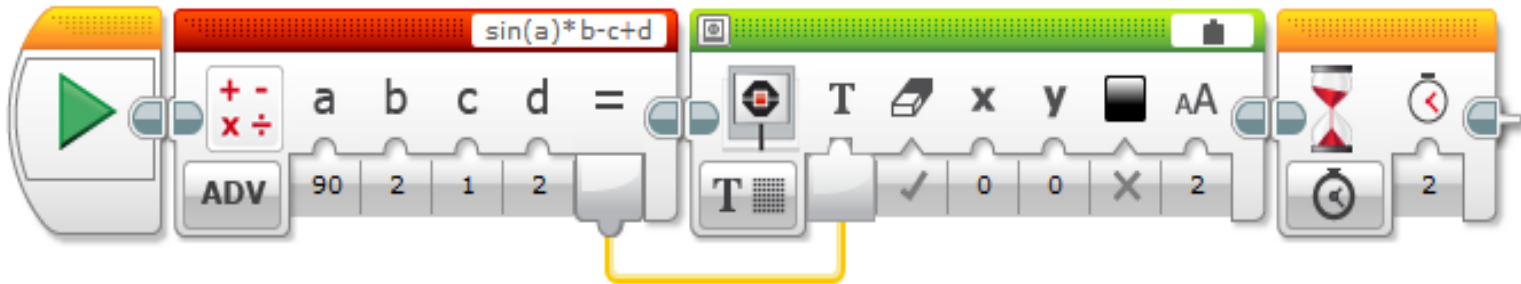 sin(a)*b-c+d
+ - a b c d = T x y AA
x ÷
ADV 90 2 1 2 T 0 0 2 2